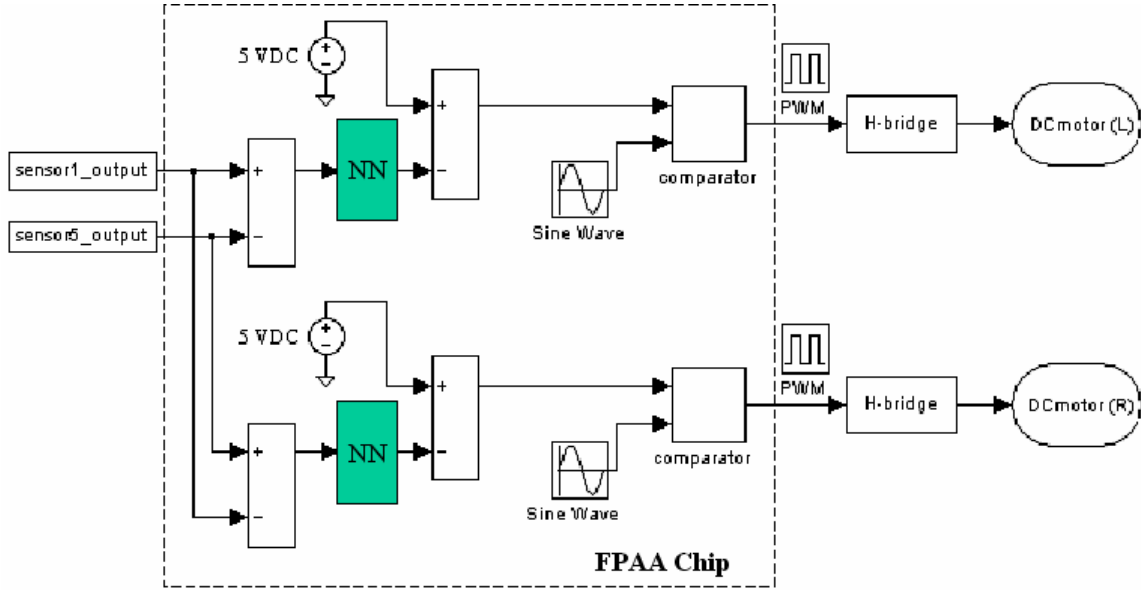 5 VDC
+
−
+
−
NN
sensor1_output
+
−
sensor5_output
Sine Wave
comparator
PWM
H-bridge
DCmotor (L)
5 VDC
+
−
+
−
NN
+
−
Sine Wave
comparator
PWM
H-bridge
DCmotor (R)
FPAA Chip